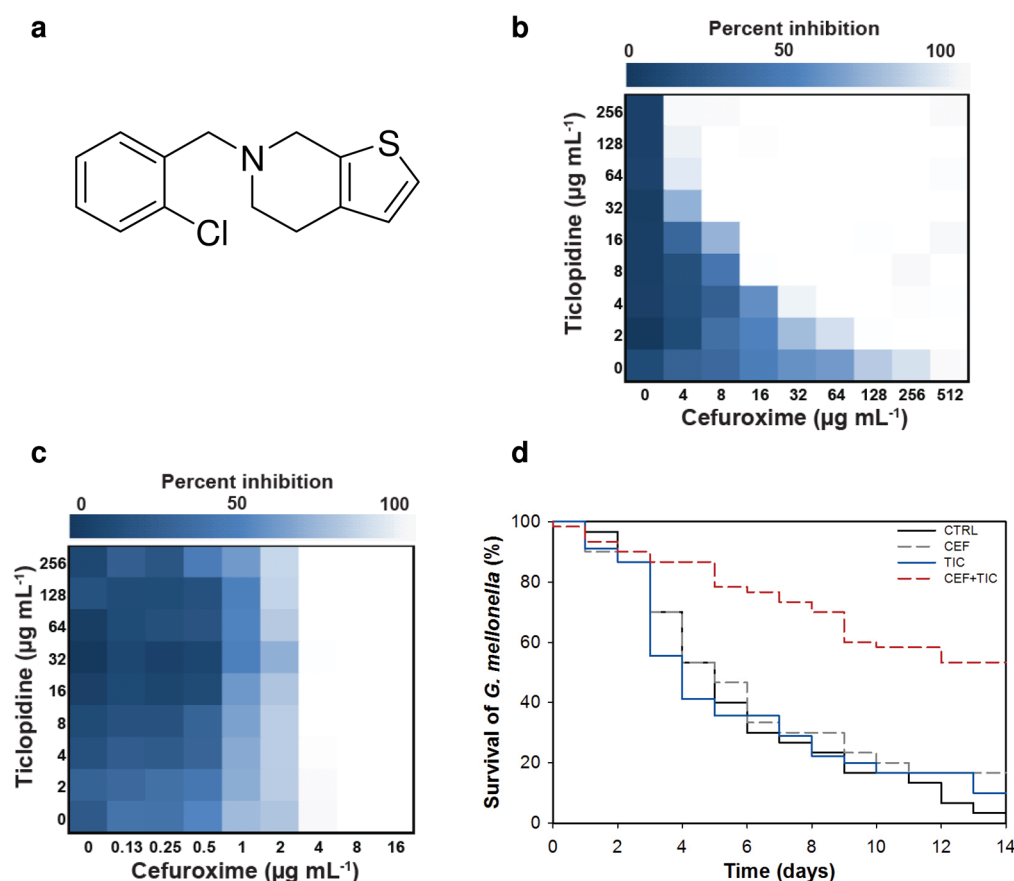 a
N
S
Cl
b
Percent inhibition
0 50 100
Ticlopidine (µg mL⁻¹)
256
128
64
32
16
8
4
2
0
0 4 8 16 32 64 128 256 512
Cefuroxime (µg mL⁻¹)
c
Percent inhibition
0 50 100
Ticlopidine (µg mL⁻¹)
256
128
64
32
16
8
4
2
0
0 0.13 0.25 0.5 1 2 4 8 16
Cefuroxime (µg mL⁻¹)
d
Survival of G. mellonella (%)
100
80
60
40
20
0
CTRL
CEF
TIC
CEF+TIC
0 2 4 6 8 10 12 14
Time (days)